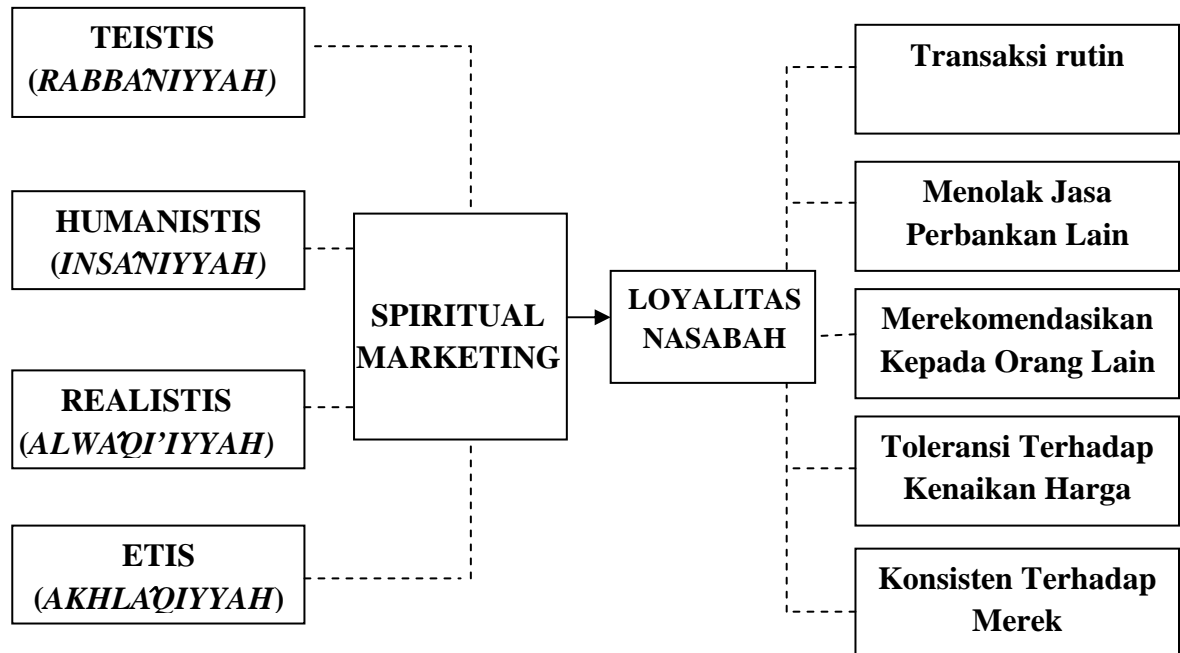 TEISTIS
(RABBA^NIYYAH)
HUMANISTIS
(INSA^NIYYAH)
REALISTIS
(ALWA^QI'IYYAH)
ETIS
(AKHLA^QIYYAH)
SPIRITUAL
MARKETING
LOYALITAS
NASABAH
Transaksi rutin
Menolak Jasa
Perbankan Lain
Merekomendasikan
Kepada Orang Lain
Toleransi Terhadap
Kenaikan Harga
Konsisten Terhadap
Merek